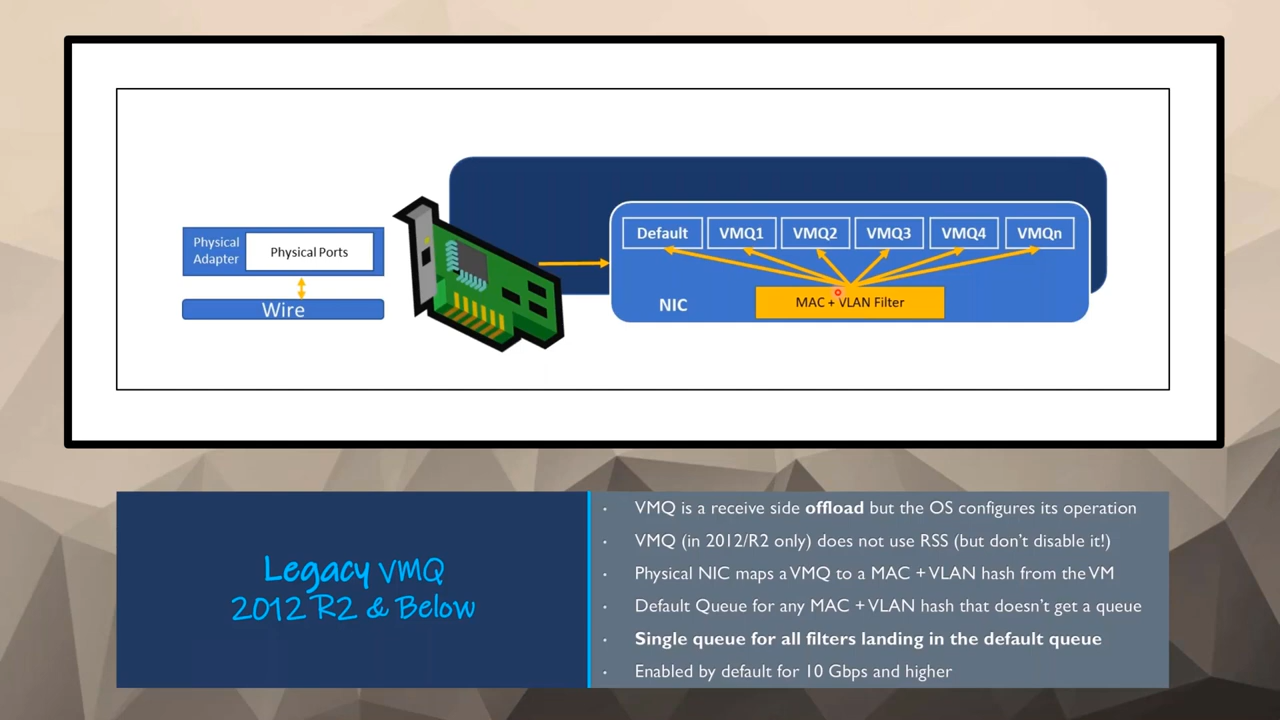 Physical
Adapter
Physical Ports
Wire
Default
VMQ1
VMQ2
VMQ3
VMQ4
VMQn
NIC
MAC + VLAN Filter
Legacy VMQ
2012 R2 & Below
· VMQ is a receive side offload but the OS configures its operation
· VMQ (in 2012/R2 only) does not use RSS (but don't disable it!)
· Physical NIC maps a VMQ to a MAC + VLAN hash from the VM
· Default Queue for any MAC + VLAN hash that doesn't get a queue
· Single queue for all filters landing in the default queue
· Enabled by default for 10 Gbps and higher